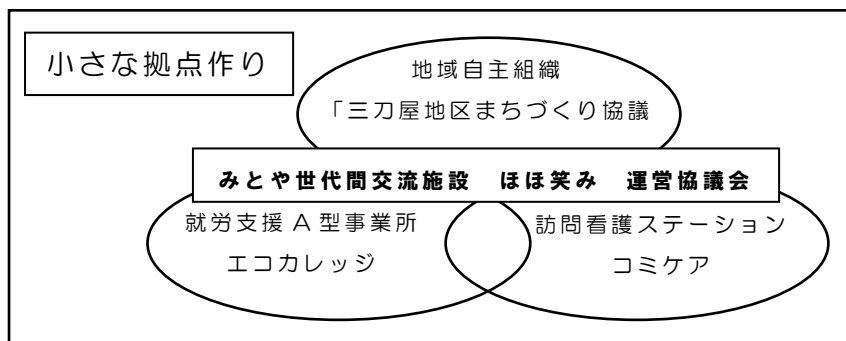 小さな拠点作り
地域自主組織
「三刀屋地区まちづくり協議
みとや世代間交流施設　ほほ笑み　運営協議会
就労支援A型事業所
エコカレッジ
訪問看護ステーション
コミケア